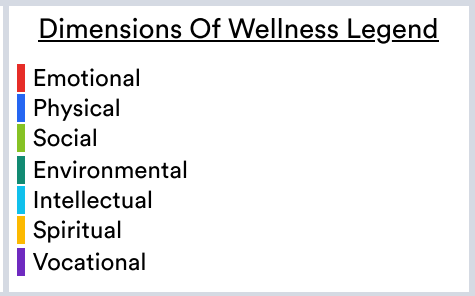 Dimensions Of Wellness Legend
Emotional
Physical
Social
Environmental
Intellectual
Spiritual
Vocational